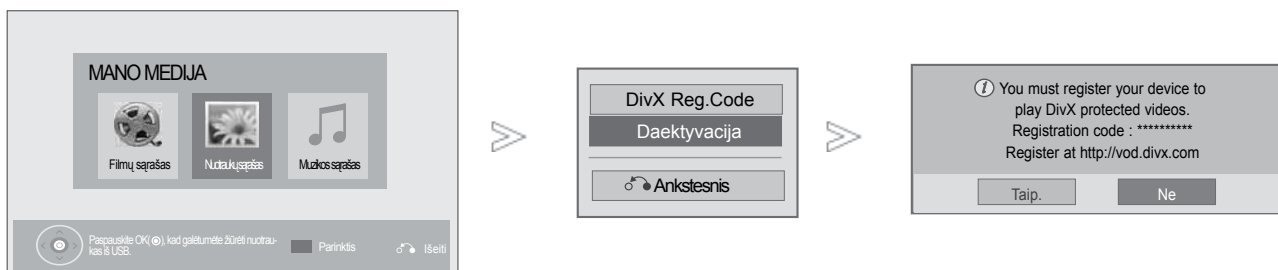 MANO MEDIJA
Filmų sąrašas
Nuotraukų sąrašas
Muzikos sąrašas
Paspauskite OK(◉), kad galėtumėte žiūrėti nuotrau-
kas iš USB.
Parinktis
Išeiti
DivX Reg.Code
Daektyvacija
Ankstesnis
You must register your device to
play DivX protected videos.
Registration code : **********
Register at http://vod.divx.com
Taip.
Ne